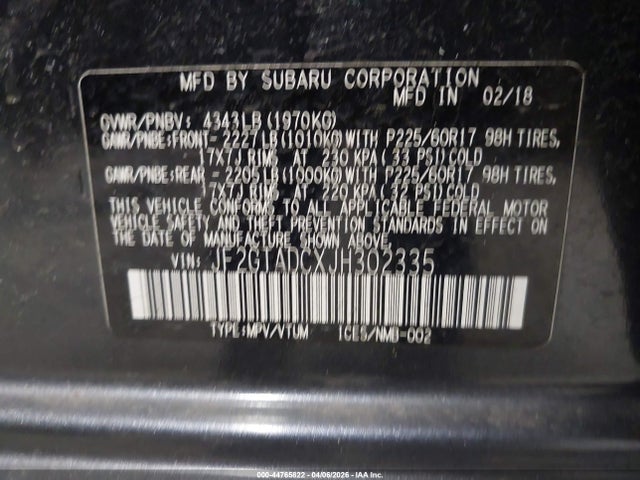 MFD BY SUBARU CORPORATION
MFD IN 02/18
GVWR/PNBV: 4343LB(1970KG)
GAWR/PNBE:FRONT- 2227LB(1010KG)WITH P225/60R17 98H TIRES,
17X7J RIMS AT 230 KPA(33 PSI)COLD
GAWR/PNBE:REAR - 2205LB(1000KG)WITH P225/60R17 98H TIRES,
17X7J RIMS AT 220 KPA(32 PSI)COLD
THIS VEHICLE CONFORMS TO ALL APPLICABLE FEDERAL MOTOR
VEHICLE SAFETY AND THEFT PREVENTION STANDARDS IN EFFECT ON
THE DATE OF MANUFACTURE SHOWN ABOVE.
VIN: JF2GTADCXJH302335
TYPE:MPV/VTUM ICES/NMB-002
000-44765822 - 04/06/2026 - IAA Inc.